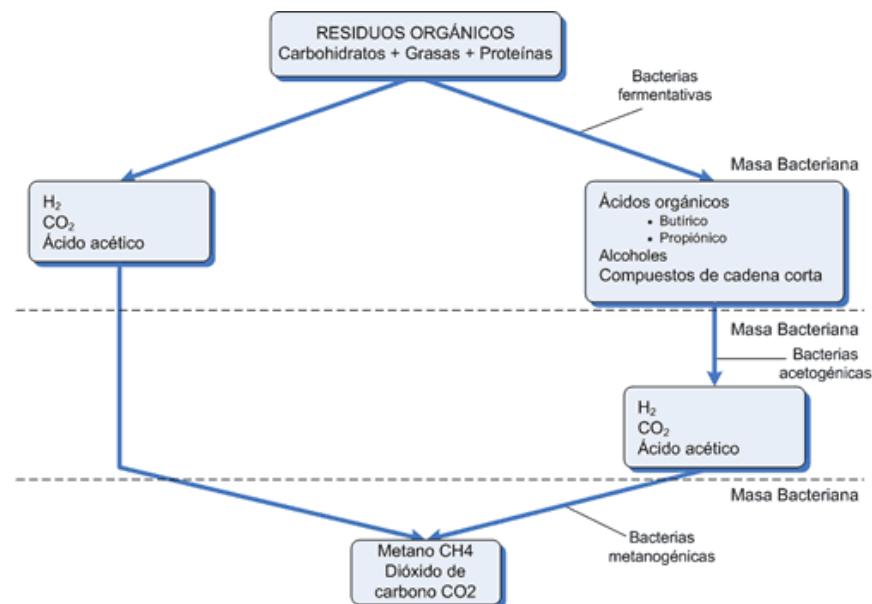 RESIDUOS ORGÁNICOS
Carbohidratos + Grasas + Proteínas
Bacterias
fermentativas
Masa Bacteriana
H₂
CO₂
Ácido acético
Ácidos orgánicos
• Butírico
• Propiónico
Alcoholes
Compuestos de cadena corta
Masa Bacteriana
Bacterias
acetogénicas
H₂
CO₂
Ácido acético
Masa Bacteriana
Bacterias
metanogénicas
Metano CH4
Dióxido de
carbono CO2